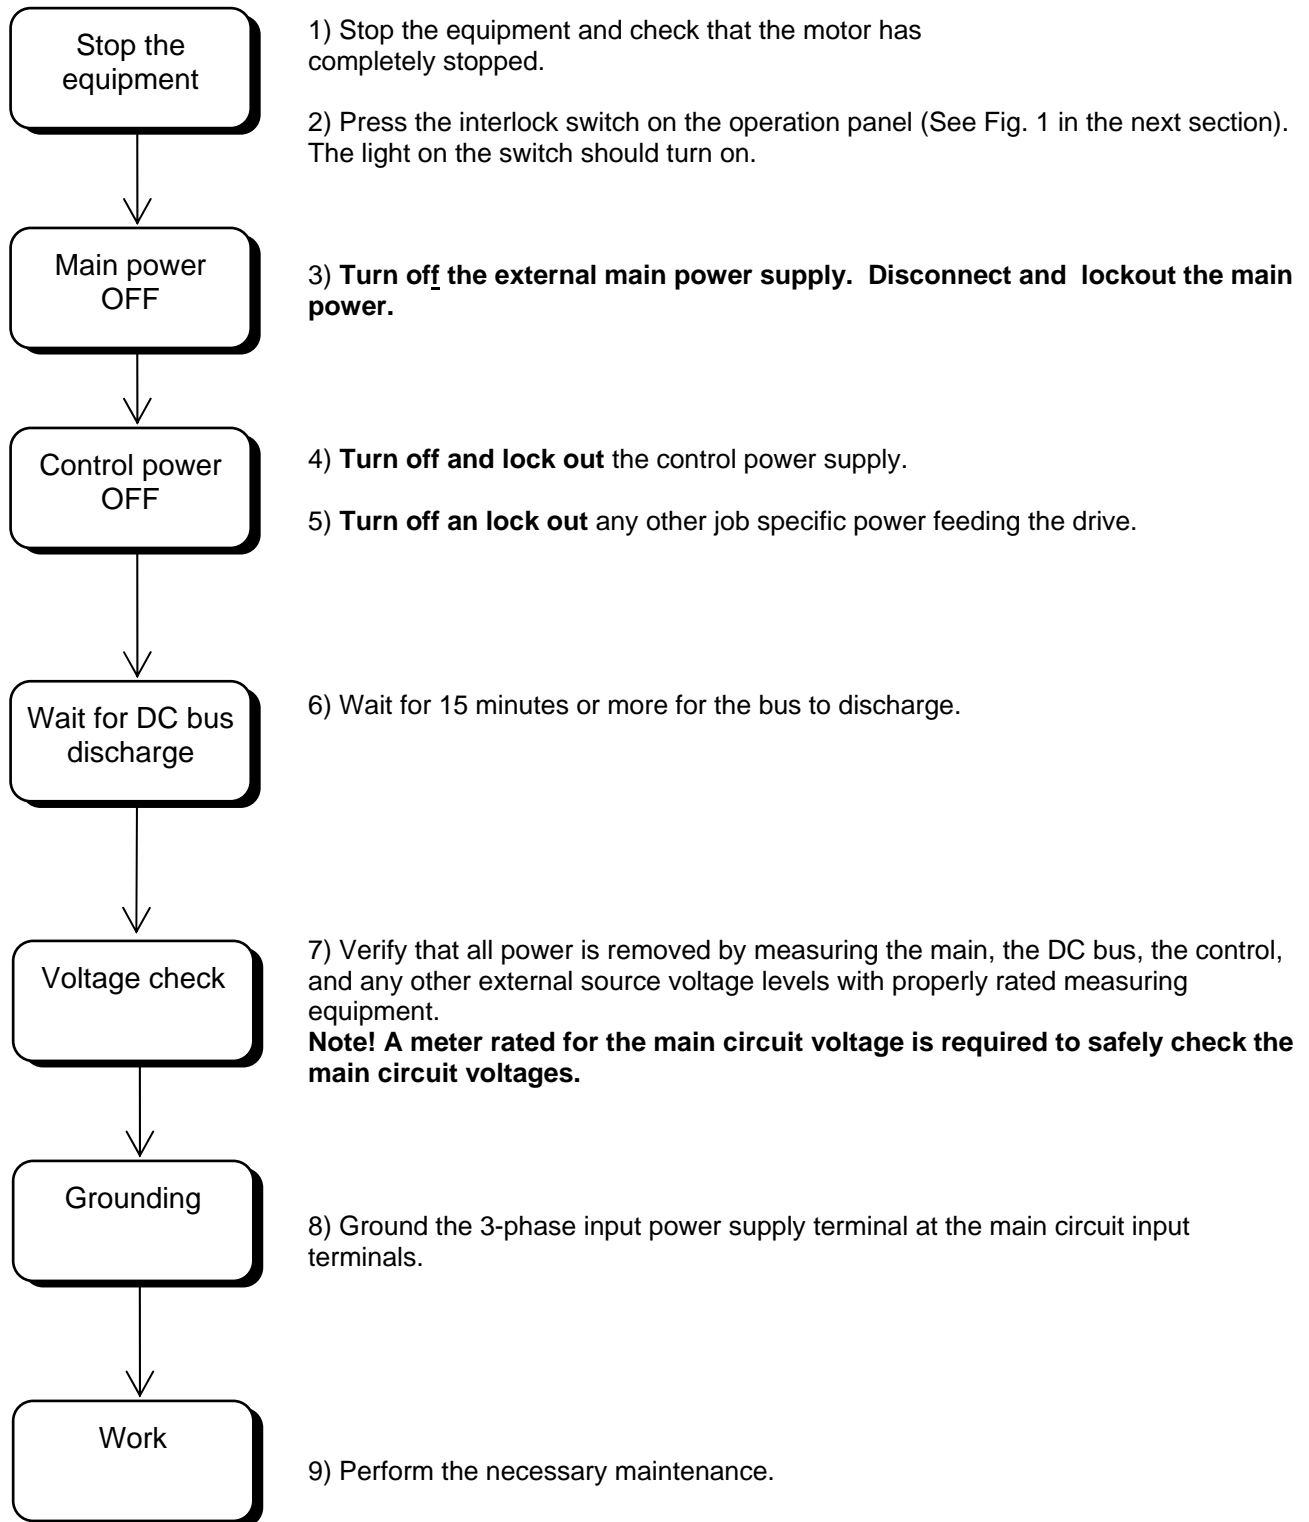 Stop the
equipment
1) Stop the equipment and check that the motor has
completely stopped.
2) Press the interlock switch on the operation panel (See Fig. 1 in the next section).
The light on the switch should turn on.
Main power
OFF
3) Turn off the external main power supply.  Disconnect and  lockout the main
power.
Control power
OFF
4) Turn off and lock out the control power supply.
5) Turn off an lock out any other job specific power feeding the drive.
Wait for DC bus
discharge
6) Wait for 15 minutes or more for the bus to discharge.
Voltage check
7) Verify that all power is removed by measuring the main, the DC bus, the control,
and any other external source voltage levels with properly rated measuring
equipment.
Note! A meter rated for the main circuit voltage is required to safely check the
main circuit voltages.
Grounding
8) Ground the 3-phase input power supply terminal at the main circuit input
terminals.
Work
9) Perform the necessary maintenance.